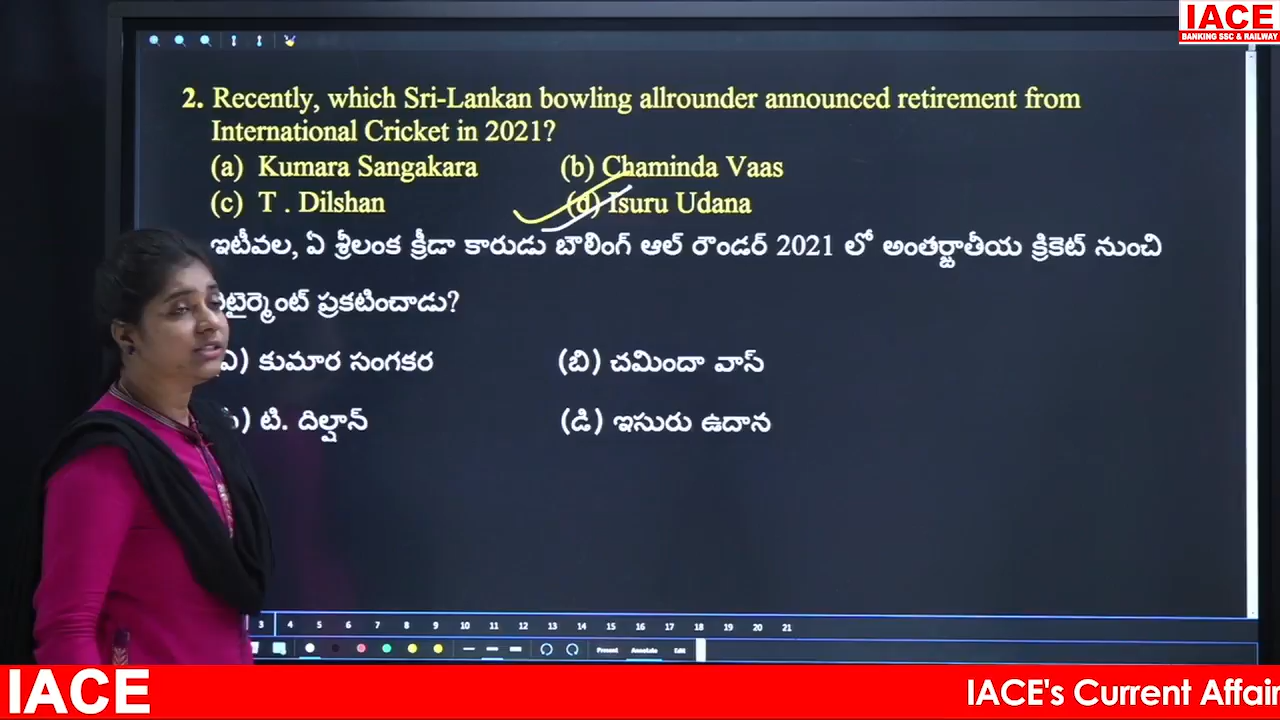 IACE
BANKING SSC & RAILWAY
2. Recently, which Sri-Lankan bowling allrounder announced retirement from
International Cricket in 2021?
(a) Kumara Sangakara (b) Chaminda Vaas
(c) T . Dilshan (d) Isuru Udana
ఇటీవల, ఏ శ్రీలంక క్రీడా కారుడు బౌలింగ్ ఆల్ రౌండర్ 2021 లో అంతర్జాతీయ క్రికెట్ నుంచి
ప్రకటించాడు?
కుమార సంగకర (బి) చమిందా వాస్
టి. దిల్షాన్ (డి) ఇసురు ఉదాన
3 4 5 6 7 8 9 10 11 12 13 14 15 16 17 18 19 20 21
Present Annotate Edit
IACE IACE's Current Affair